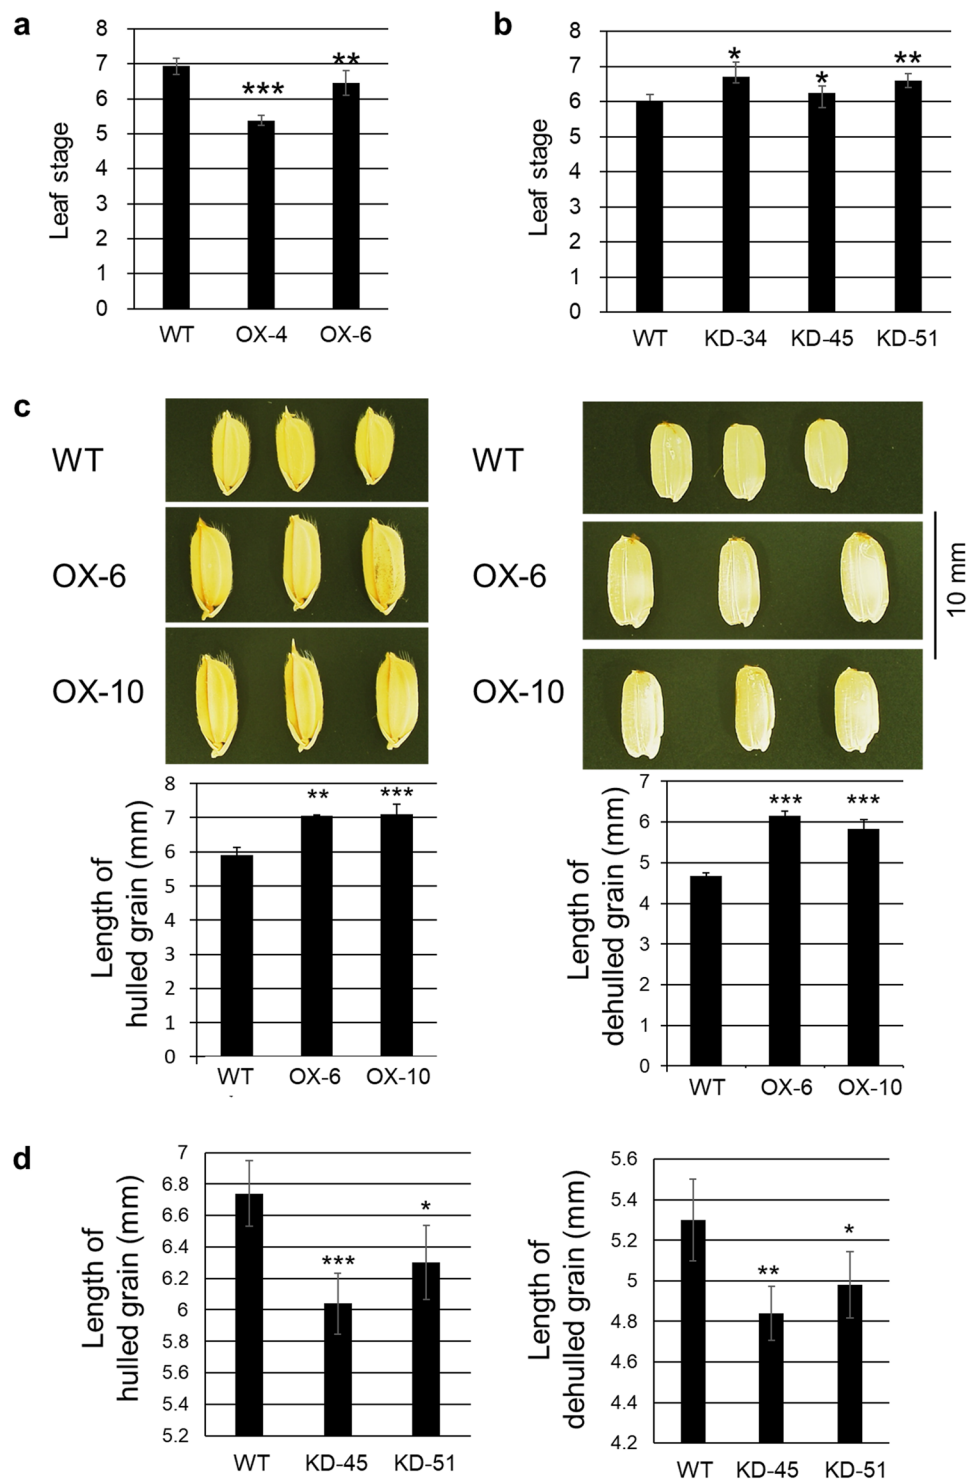 a
8
7
6
5
4
3
2
1
0
Leaf stage
***
**
WT OX-4 OX-6
b
8
7
6
5
4
3
2
1
0
Leaf stage
*
*
**
WT KD-34 KD-45 KD-51
c
WT
OX-6
OX-10
WT
OX-6
OX-10
10 mm
8
7
6
5
4
3
2
1
0
Length of
hulled grain (mm)
**
***
WT OX-6 OX-10
7
6
5
4
3
2
1
0
Length of
dehulled grain (mm)
***
***
WT OX-6 OX-10
d
7
6.8
6.6
6.4
6.2
6
5.8
5.6
5.4
5.2
Length of
hulled grain (mm)
***
*
WT KD-45 KD-51
5.6
5.4
5.2
5
4.8
4.6
4.4
4.2
Length of
dehulled grain (mm)
**
*
WT KD-45 KD-51